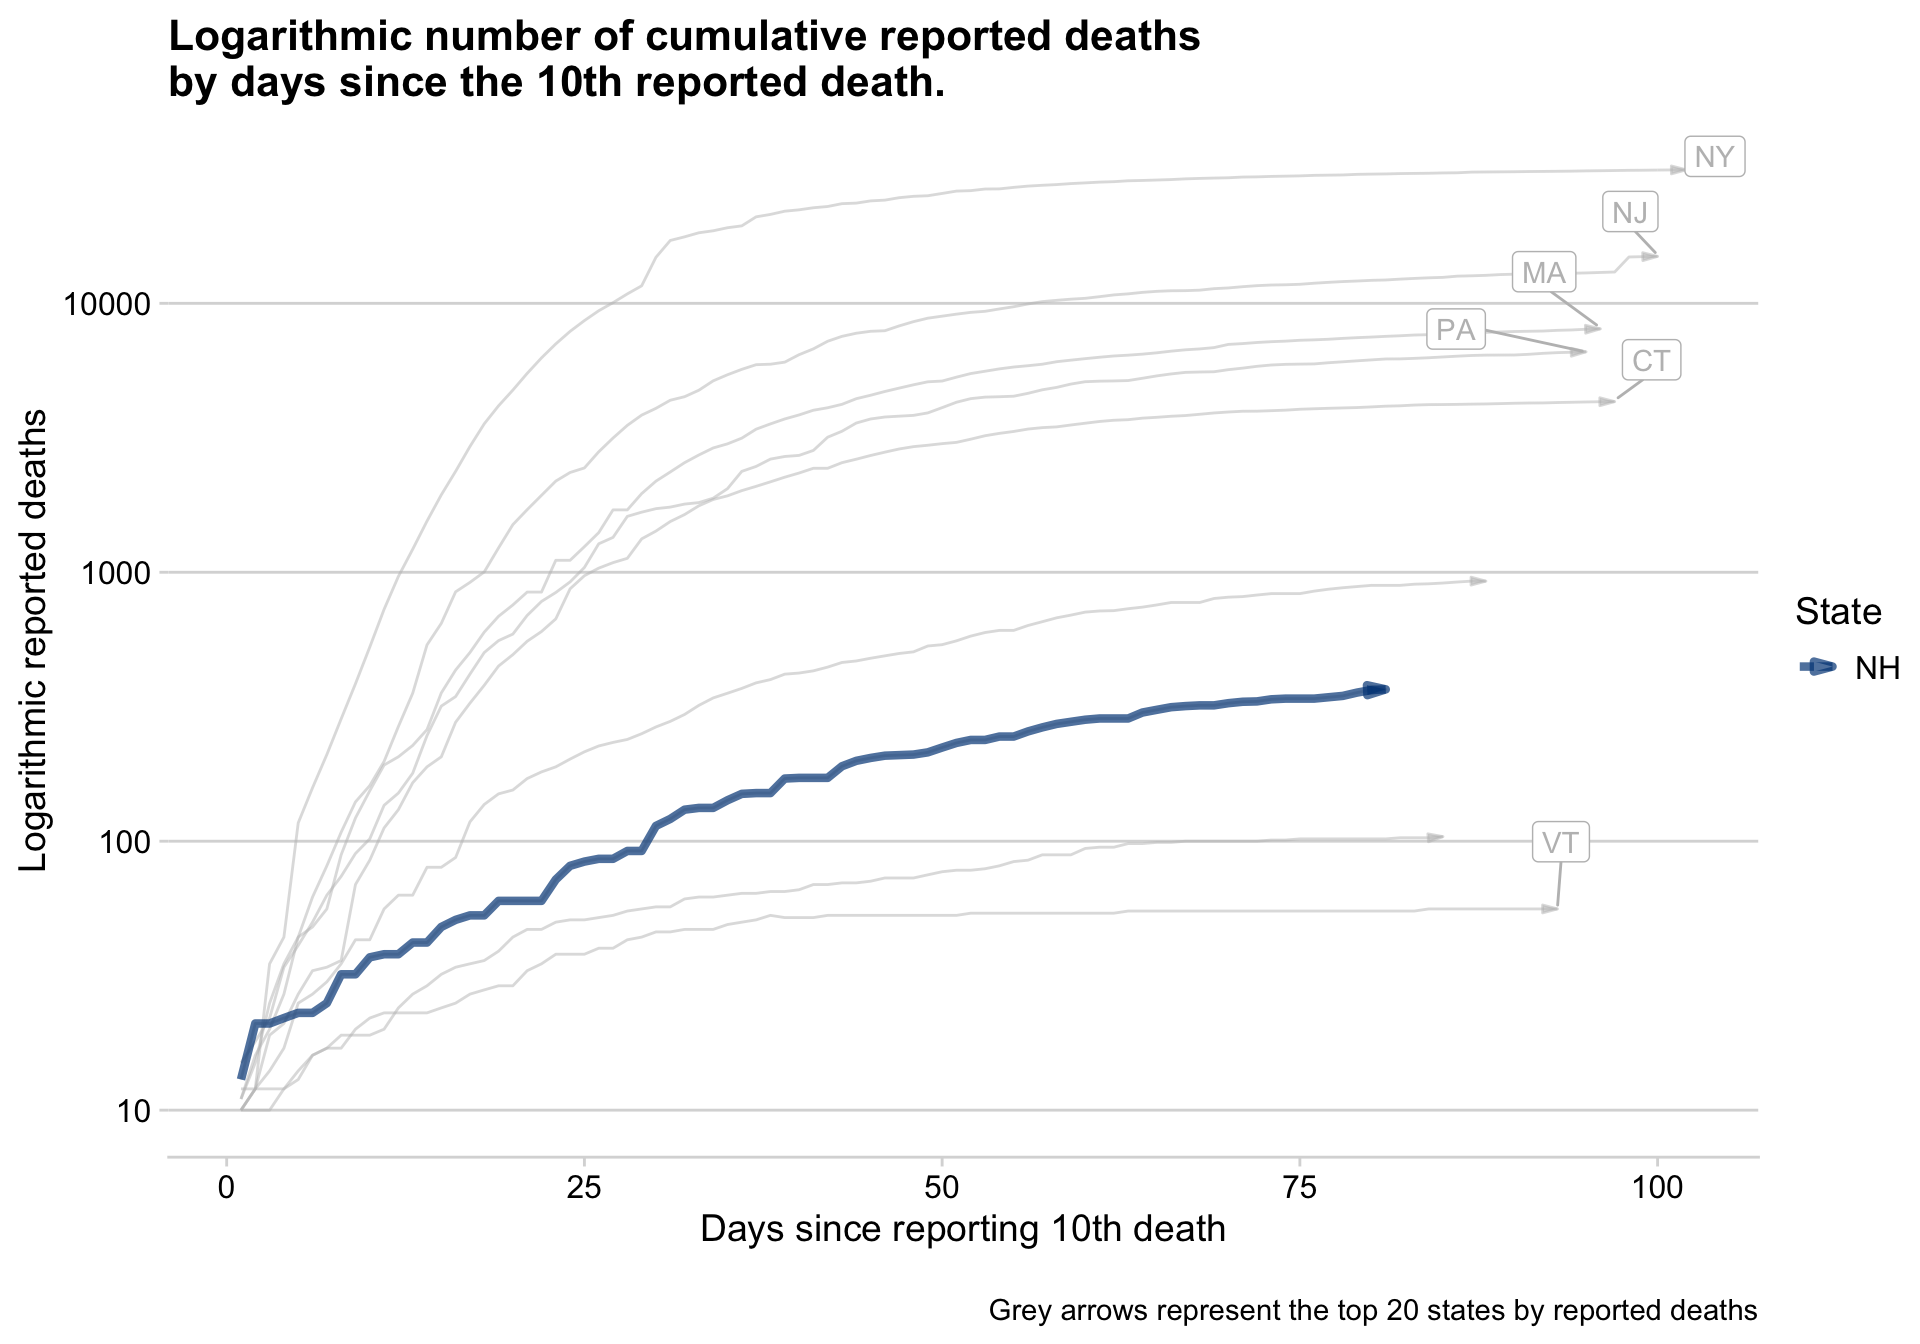 Logarithmic number of cumulative reported deaths
by days since the 10th reported death.
NY
NJ
MA
PA
CT
VT
10000
1000
100
10
Logarithmic reported deaths
0 25 50 75 100
Days since reporting 10th death
State
NH
Grey arrows represent the top 20 states by reported deaths